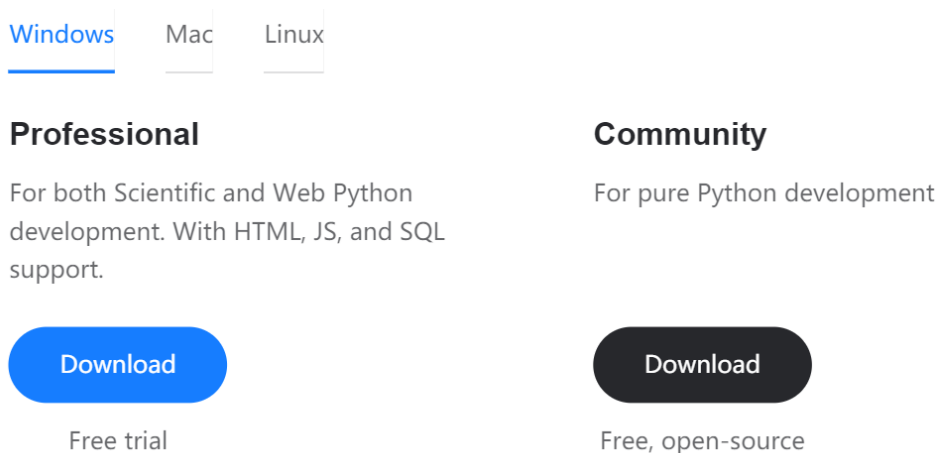 Windows Mac Linux
Professional
For both Scientific and Web Python
development. With HTML, JS, and SQL
support.
Download
Free trial
Community
For pure Python development
Download
Free, open-source